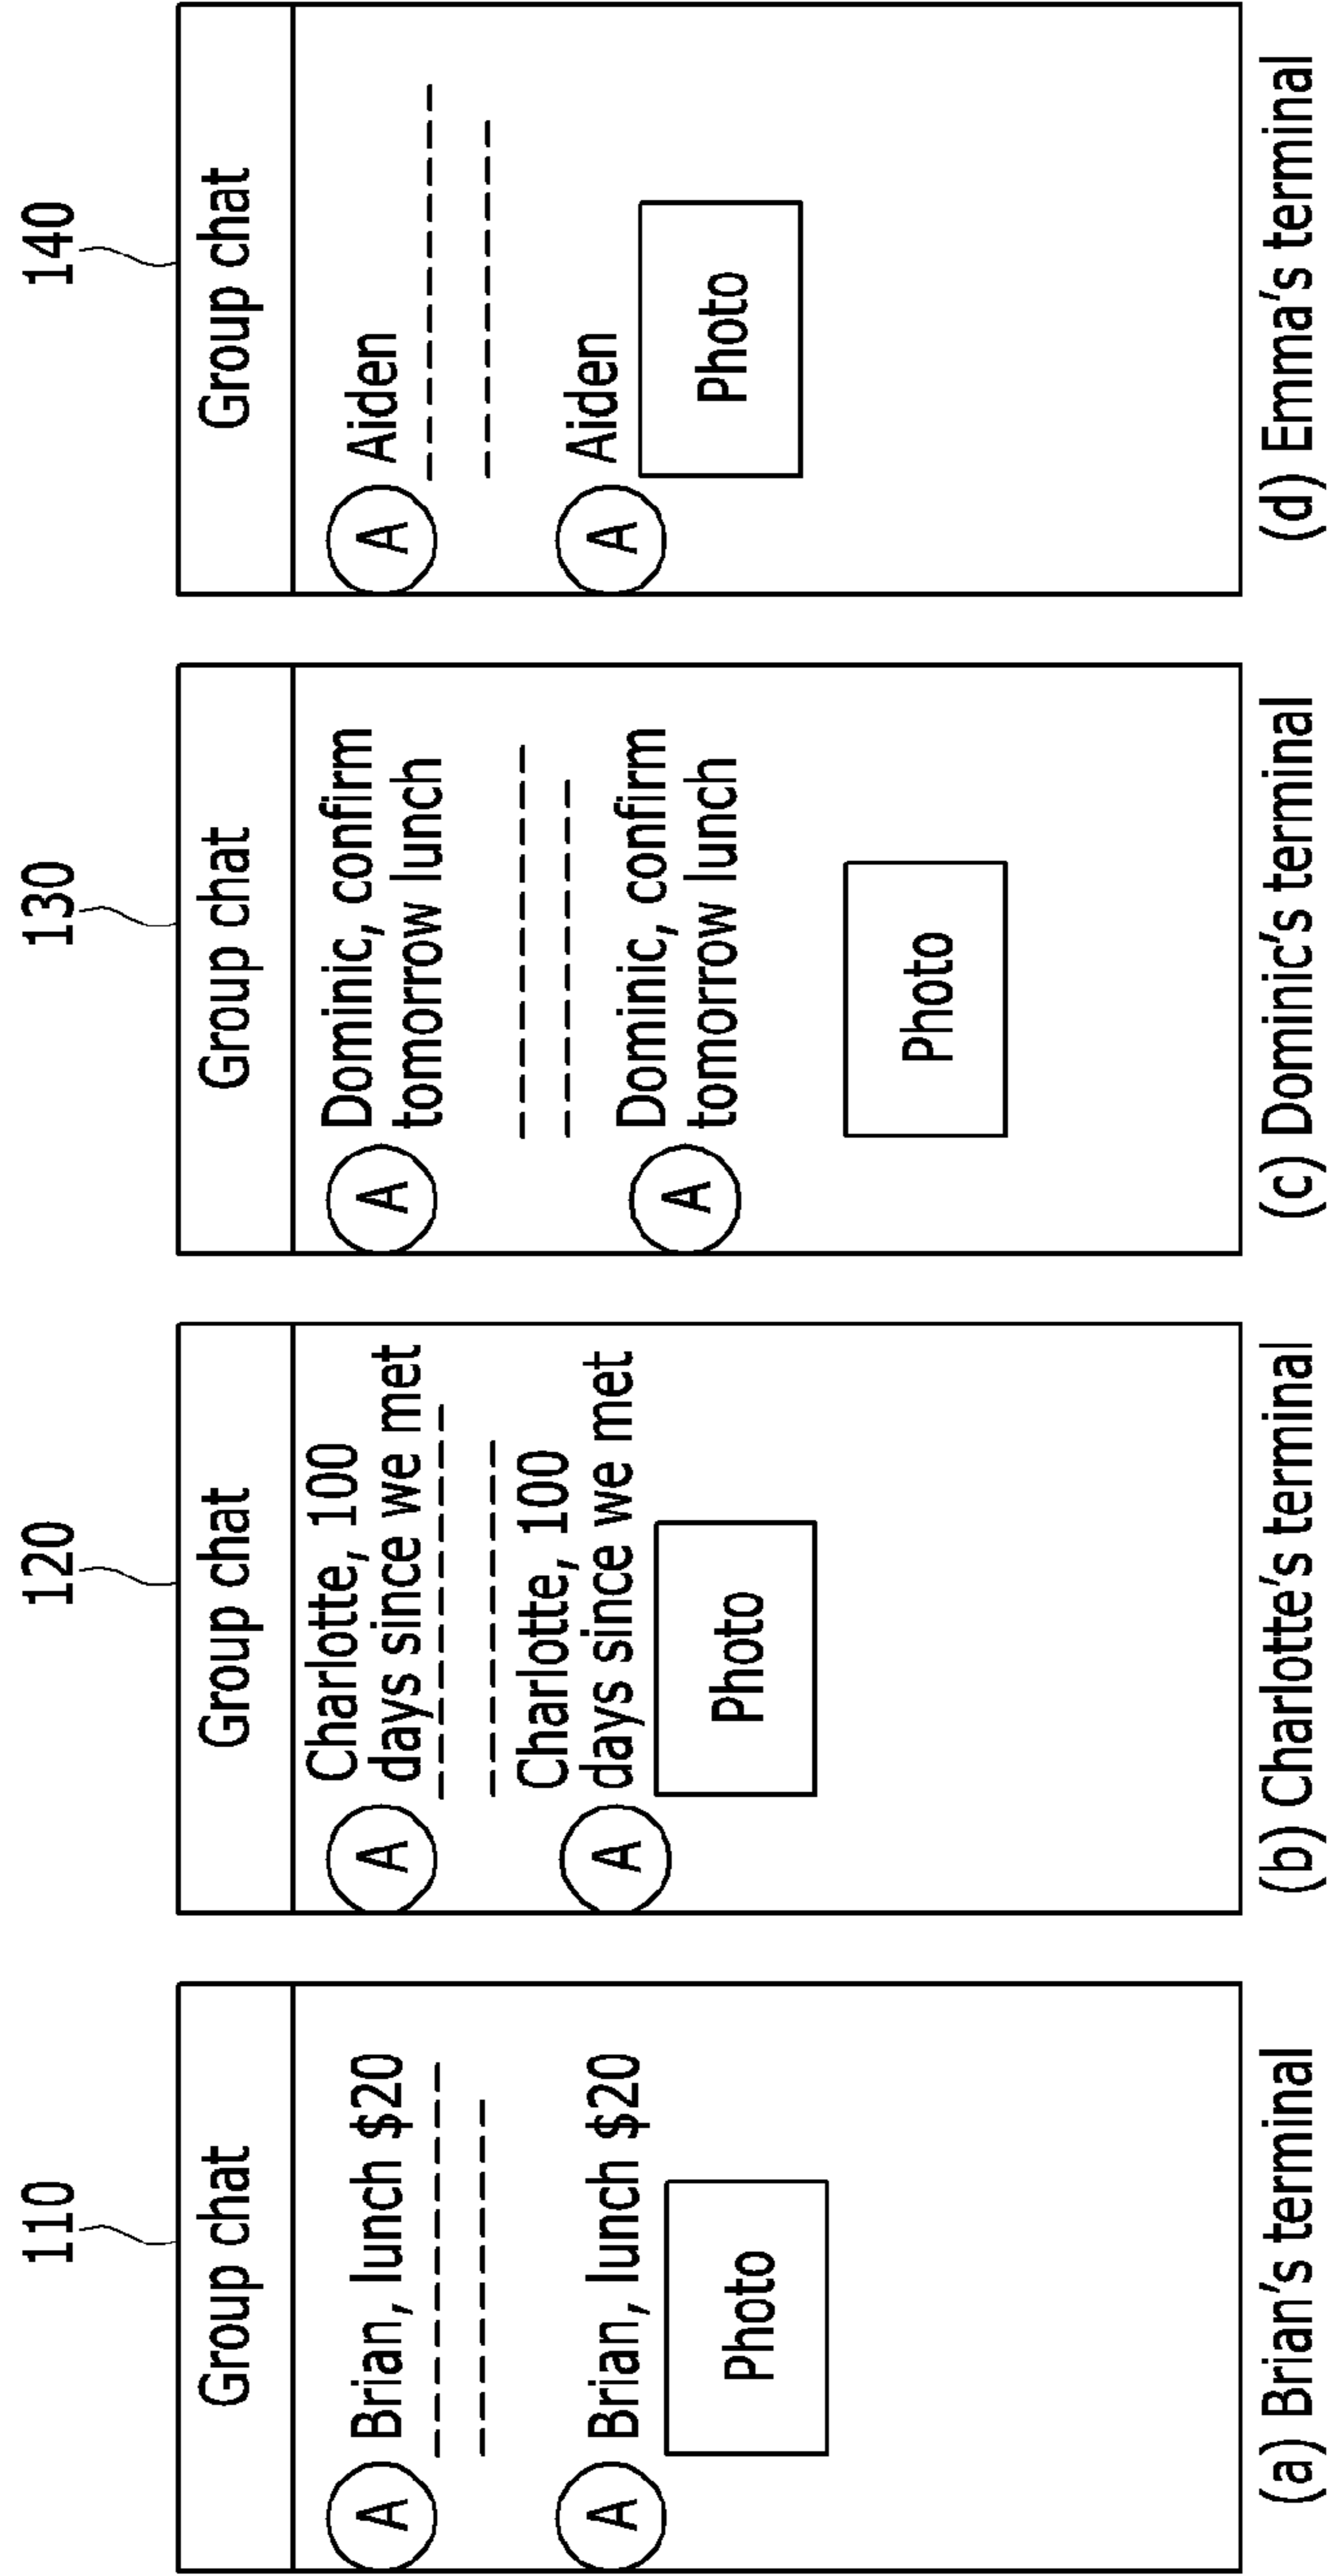 110
Group chat
A
Brian, lunch $20
A
Brian, lunch $20
Photo
(a) Brian's terminal
120
Group chat
A
Charlotte, 100
days since we met
A
Charlotte, 100
days since we met
Photo
(b) Charlotte's terminal
130
Group chat
A
Dominic, confirm
tomorrow lunch
A
Dominic, confirm
tomorrow lunch
Photo
(c) Dominic's terminal
140
Group chat
A
Aiden
A
Aiden
Photo
(d) Emma's terminal